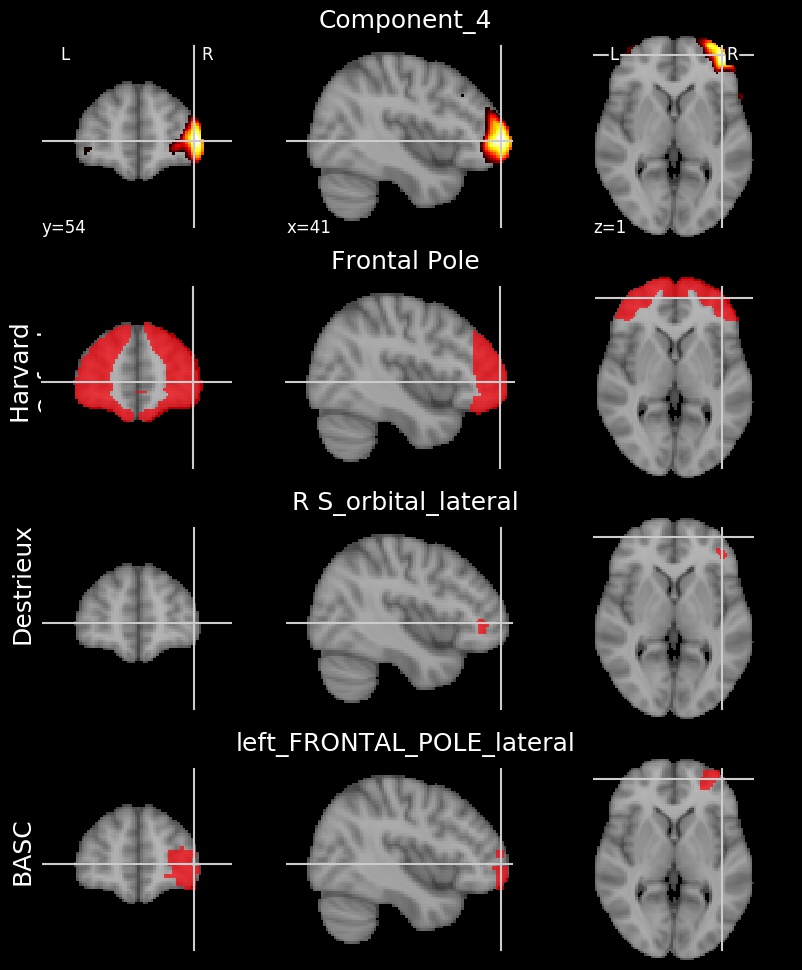 Component_4
L R L R
y=54 x=41 z=1
Frontal Pole
Harvard
R S_orbital_lateral
Destrieux
left_FRONTAL_POLE_lateral
BASC